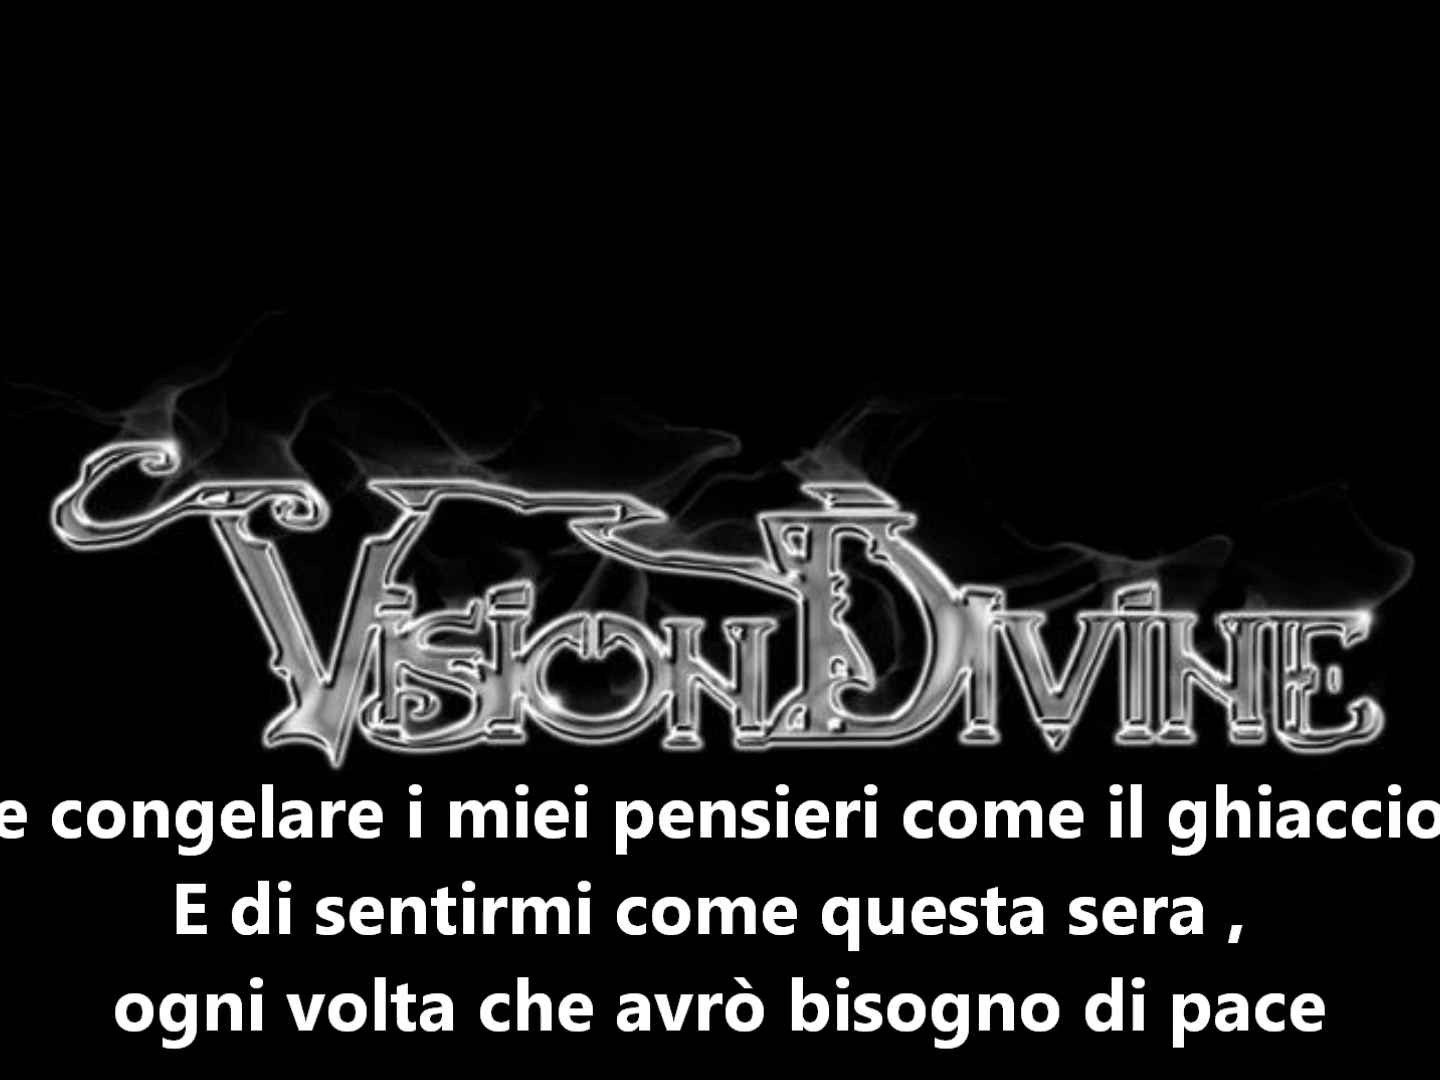 Vision Divine
e congelare i miei pensieri come il ghiaccio
E di sentirmi come questa sera ,
ogni volta che avrò bisogno di pace